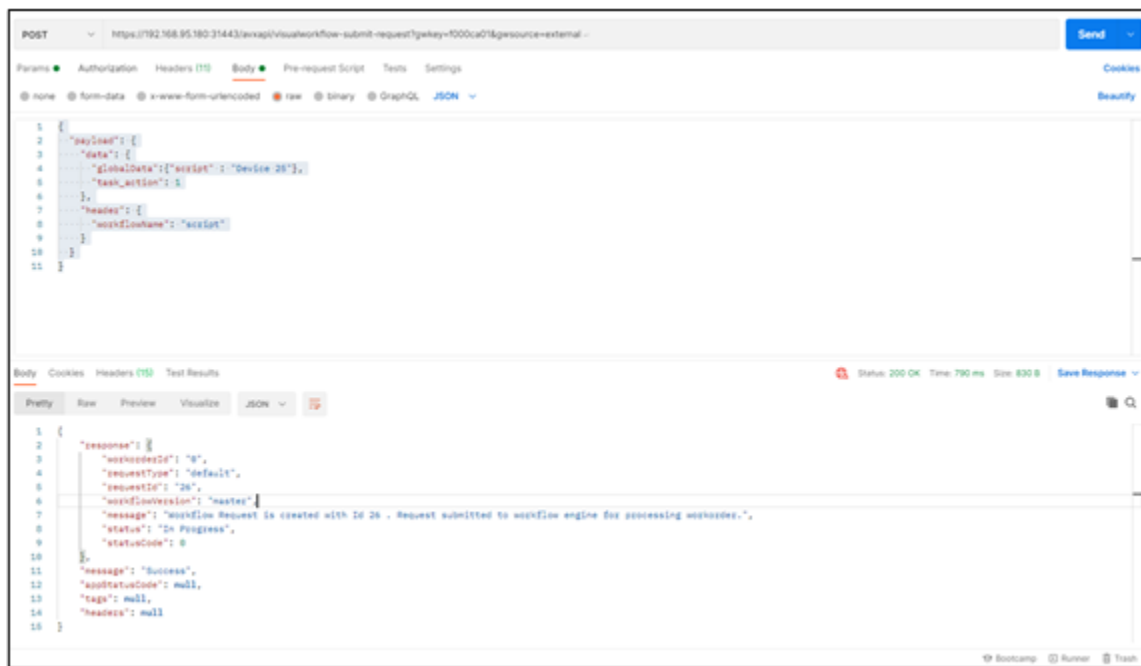 POST https://192.168.95.180:31443/avxapi/visualworkflow-submit-request?gwkey=f000ca01&gwsource=external Send
Params Authorization Headers (11) Body Pre-request Script Tests Settings Cookies
none form-data x-www-form-urlencoded raw binary GraphQL JSON Beautify
1 {
2 "payload": {
3 "data": {
4 "globalData":{"script" : "Device 25"},
5 "task_action": 1
6 },
7 "header": {
8 "workflowName": "script"
9 }
10 }
11 }
Body Cookies Headers (15) Test Results Status: 200 OK Time: 790 ms Size: 830 B Save Response
Pretty Raw Preview Visualize JSON
1 {
2 "response": {
3 "workorderId": "0",
4 "requestType": "default",
5 "requestId": "26",
6 "workflowVersion": "master",
7 "message": "Workflow Request is created with Id 26 . Request submitted to workflow engine for processing workorder.",
8 "status": "In Progress",
9 "statusCode": 0
10 },
11 "message": "Success",
12 "appStatusCode": null,
13 "tags": null,
14 "headers": null
15 }
Bootcamp Runner Trash